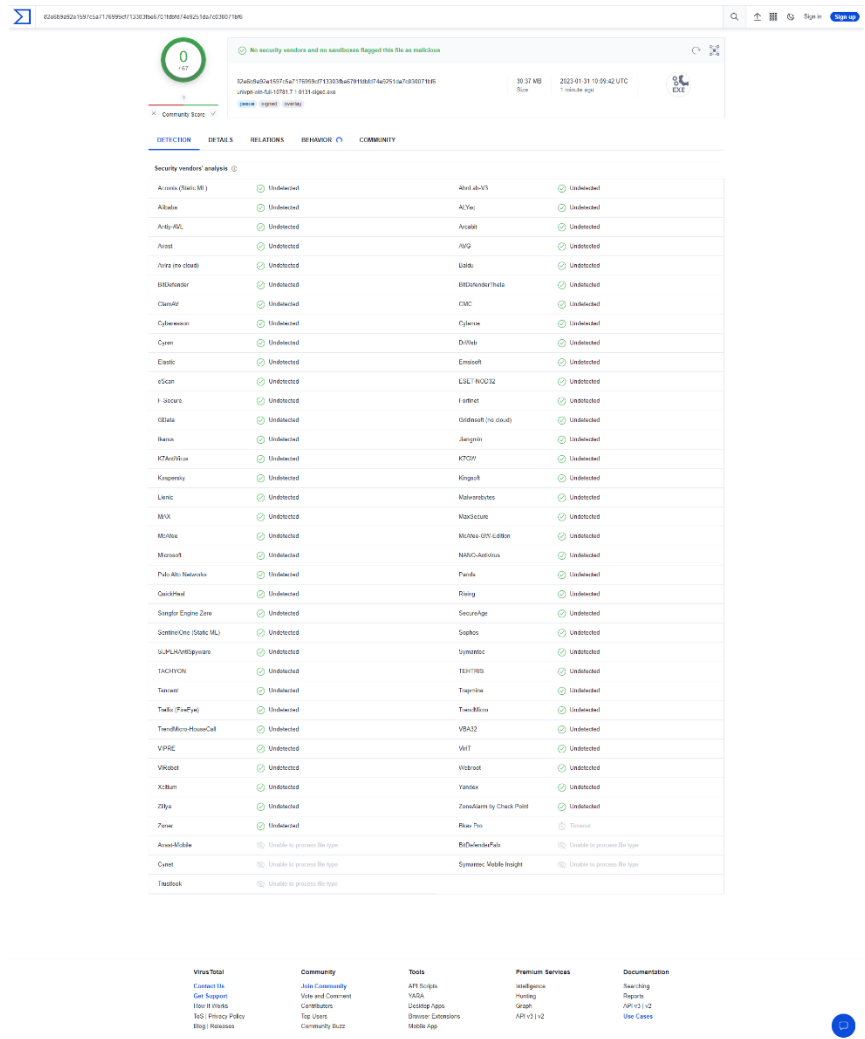 Sign in
Sign up
0
/ 67
No security vendors and no sandboxes flagged this file as malicious
30.37 MB
Size
2023-01-31 10:09:42 UTC
1 minute ago
EXE
peexe signed overlay
Community Score
DETECTION DETAILS RELATIONS BEHAVIOR COMMUNITY
Security vendors' analysis
Acronis (Static ML) Undetected AhnLab-V3 Undetected
Alibaba Undetected ALYac Undetected
Antiy-AVL Undetected Arcabit Undetected
Avast Undetected AVG Undetected
Avira (no cloud) Undetected Baidu Undetected
BitDefender Undetected BitDefenderTheta Undetected
ClamAV Undetected CMC Undetected
Cybereason Undetected Cylance Undetected
Cyren Undetected DrWeb Undetected
Elastic Undetected Emsisoft Undetected
eScan Undetected ESET-NOD32 Undetected
F-Secure Undetected Fortinet Undetected
GData Undetected Gridinsoft (no cloud) Undetected
Ikarus Undetected Jiangmin Undetected
K7AntiVirus Undetected K7GW Undetected
Kaspersky Undetected Kingsoft Undetected
Lionic Undetected Malwarebytes Undetected
MAX Undetected MaxSecure Undetected
McAfee Undetected McAfee-GW-Edition Undetected
Microsoft Undetected NANO-Antivirus Undetected
Palo Alto Networks Undetected Panda Undetected
QuickHeal Undetected Rising Undetected
Sangfor Engine Zero Undetected SecureAge Undetected
SentinelOne (Static ML) Undetected Sophos Undetected
SUPERAntiSpyware Undetected Symantec Undetected
TACHYON Undetected TEHTRIS Undetected
Tencent Undetected Trapmine Undetected
Trellix (FireEye) Undetected TrendMicro Undetected
TrendMicro-HouseCall Undetected VBA32 Undetected
VIPRE Undetected VirIT Undetected
ViRobot Undetected Webroot Undetected
Xcitium Undetected Yandex Undetected
Zillya Undetected ZoneAlarm by Check Point Undetected
Zoner Undetected Bkav Pro Timeout
Avast-Mobile Unable to process file type BitDefenderFalx Unable to process file type
Cynet Unable to process file type Symantec Mobile Insight Unable to process file type
Trustlook Unable to process file type
VirusTotal Community Tools Premium Services Documentation
Contact Us Join Community API Scripts Intelligence Searching
Get Support Vote and Comment YARA Hunting Reports
How It Works Contributors Desktop Apps Graph API v3 | v2
ToS | Privacy Policy Top Users Browser Extensions API v3 | v2 Use Cases
Blog | Releases Community Buzz Mobile App